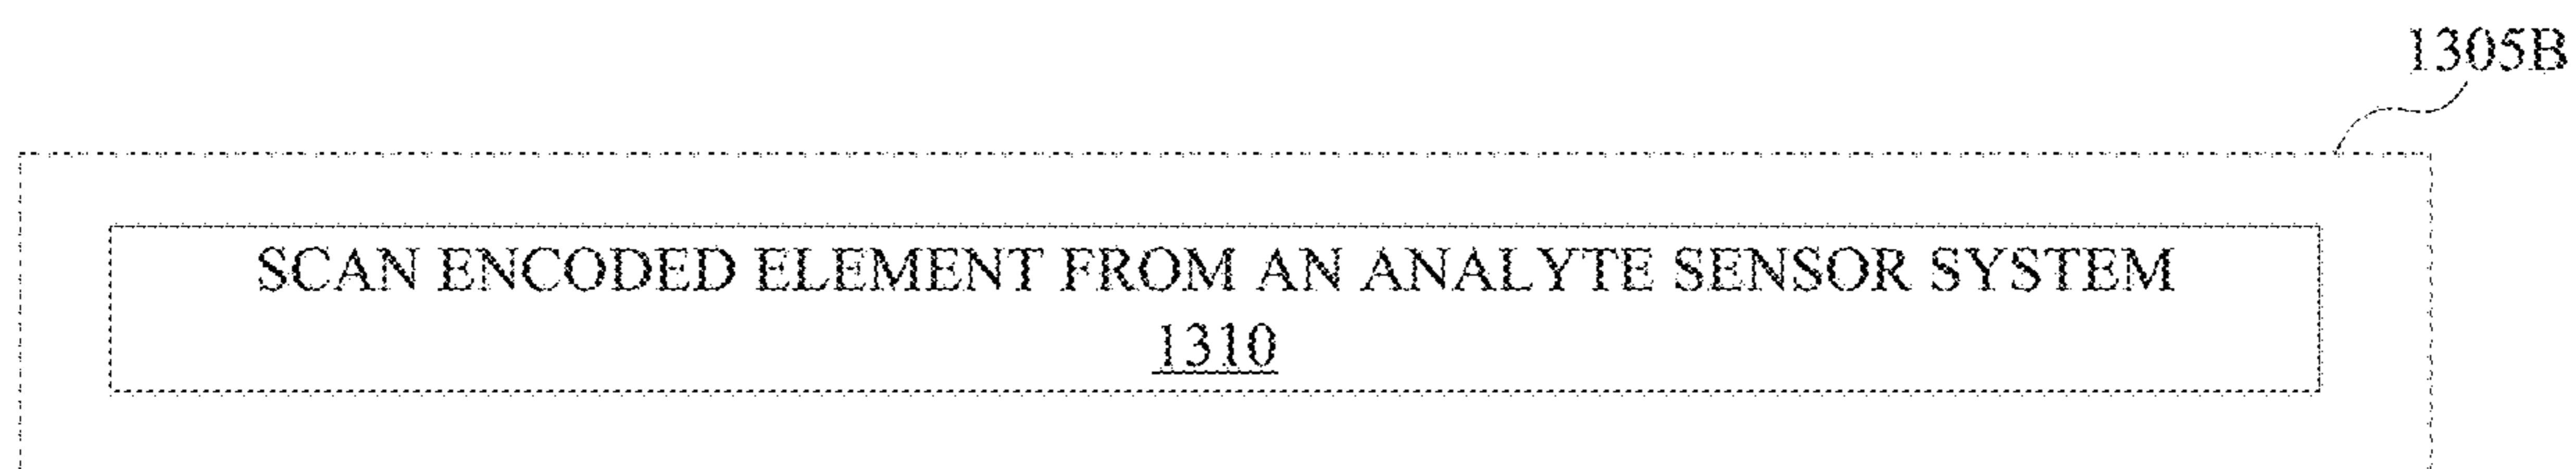 1305B
SCAN ENCODED ELEMENT FROM AN ANALYTE SENSOR SYSTEM
1310